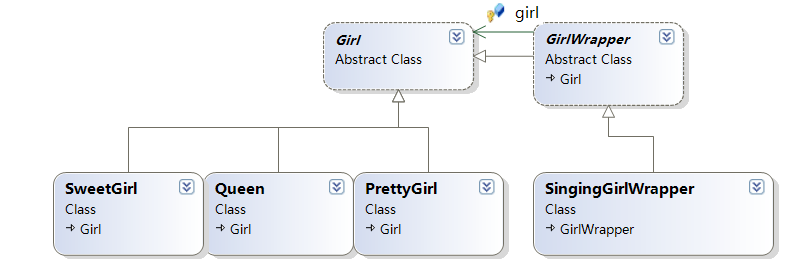 girl
Girl
Abstract Class
GirlWrapper
Abstract Class
Girl
SweetGirl
Class
Girl
Queen
Class
Girl
PrettyGirl
Class
Girl
SingingGirlWrapper
Class
GirlWrapper